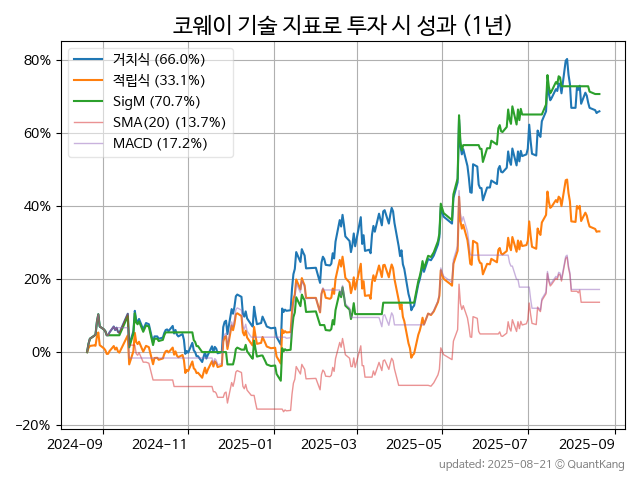 코웨이 기술 지표로 투자 시 성과 (1년)
80%
60%
40%
20%
0%
−20%
거치식 (66.0%)
적립식 (33.1%)
SigM (70.7%)
SMA(20) (13.7%)
MACD (17.2%)
2024-09
2024-11
2025-01
2025-03
2025-05
2025-07
2025-09
updated: 2025-08-21 © QuantKang